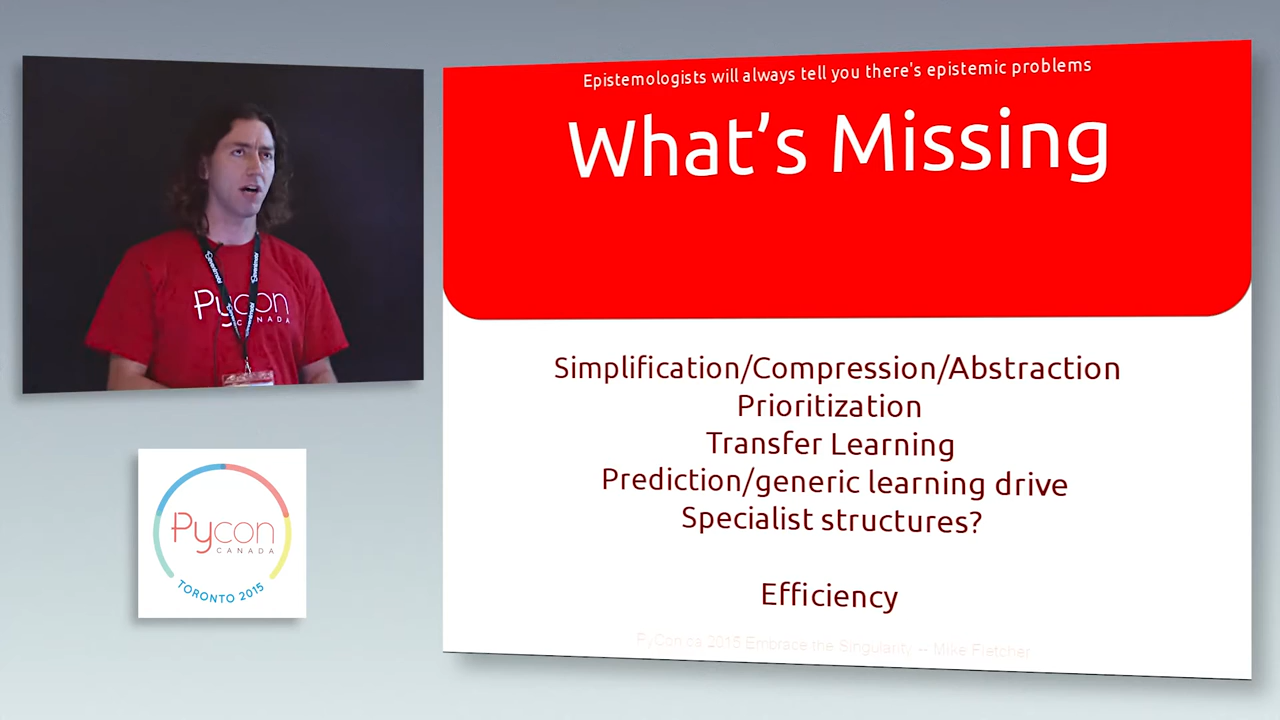 Epistemologists will always tell you there's epistemic problems
What's Missing
Simplification/Compression/Abstraction
Prioritization
Transfer Learning
Prediction/generic learning drive
Specialist structures?
Efficiency
PyCon.ca 2015 Embrace the Singularity -- Mike Fletcher
Pycon
CANADA
Pycon
CANADA
TORONTO 2015